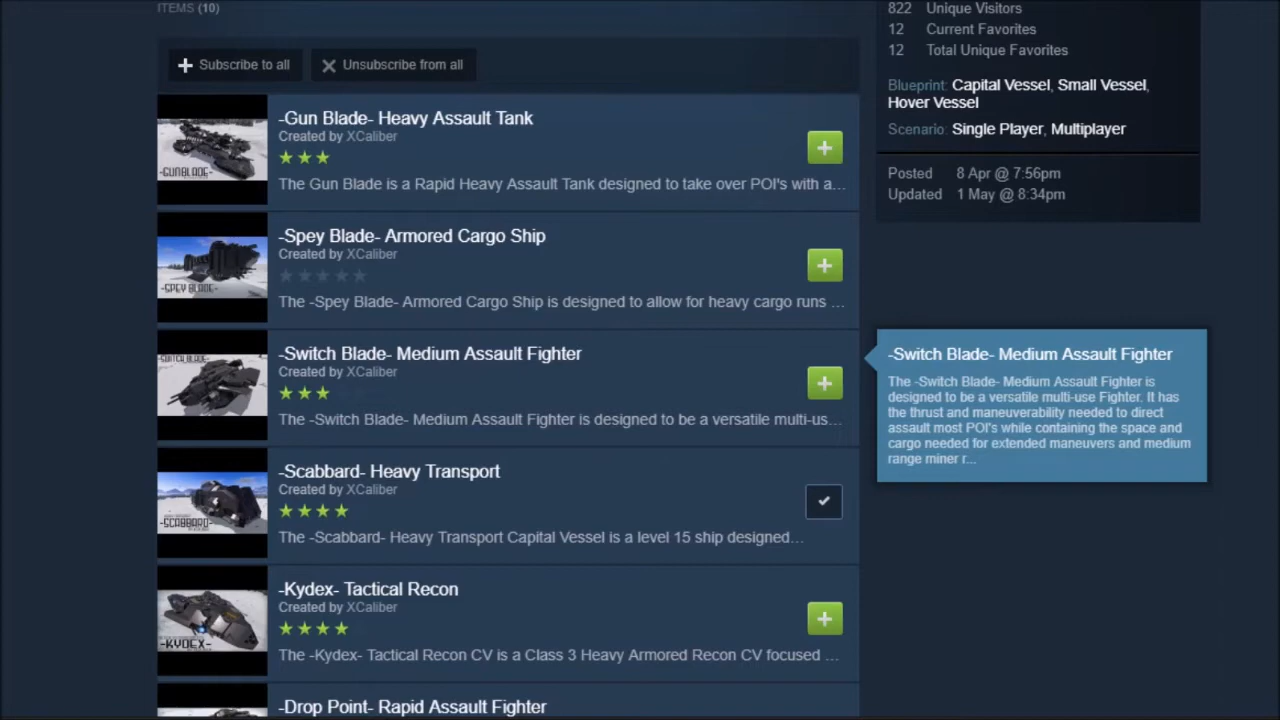 ITEMS (10)
Subscribe to all
Unsubscribe from all
-Gun Blade- Heavy Assault Tank
Created by XCaliber
The Gun Blade is a Rapid Heavy Assault Tank designed to take over POI's with a...
-GUNBLADE-
-Spey Blade- Armored Cargo Ship
Created by XCaliber
The -Spey Blade- Armored Cargo Ship is designed to allow for heavy cargo runs ...
-SPEY BLADE-
-Switch Blade- Medium Assault Fighter
Created by XCaliber
The -Switch Blade- Medium Assault Fighter is designed to be a versatile multi-us...
-SWITCH BLADE-
-Scabbard- Heavy Transport
Created by XCaliber
The -Scabbard- Heavy Transport Capital Vessel is a level 15 ship designed...
-SCABBARD-
-Kydex- Tactical Recon
Created by XCaliber
The -Kydex- Tactical Recon CV is a Class 3 Heavy Armored Recon CV focused ...
-KYDEX-
-Drop Point- Rapid Assault Fighter
822 Unique Visitors
12 Current Favorites
12 Total Unique Favorites
Blueprint: Capital Vessel, Small Vessel,
Hover Vessel
Scenario: Single Player, Multiplayer
Posted 8 Apr @ 7:56pm
Updated 1 May @ 8:34pm
-Switch Blade- Medium Assault Fighter
The -Switch Blade- Medium Assault Fighter is
designed to be a versatile multi-use Fighter. It has
the thrust and maneuverability needed to direct
assault most POI's while containing the space and
cargo needed for extended maneuvers and medium
range miner r...